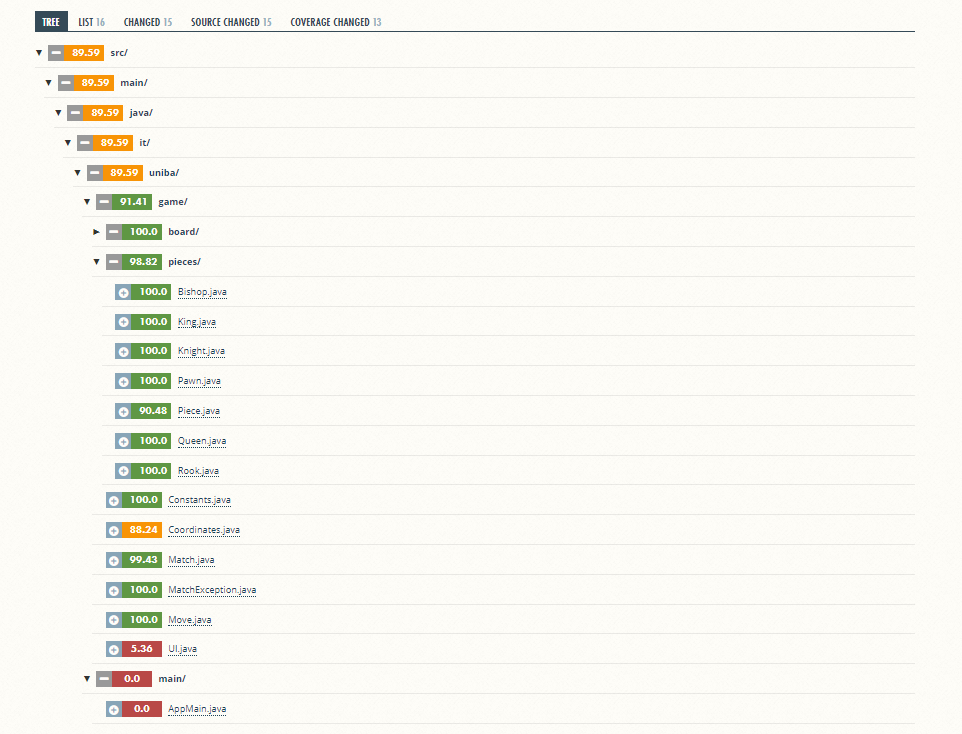 TREE LIST 16 CHANGED 15 SOURCE CHANGED 15 COVERAGE CHANGED 13
89.59 src/
89.59 main/
89.59 java/
89.59 it/
89.59 uniba/
91.41 game/
100.0 board/
98.82 pieces/
100.0 Bishop.java
100.0 King.java
100.0 Knight.java
100.0 Pawn.java
90.48 Piece.java
100.0 Queen.java
100.0 Rook.java
100.0 Constants.java
88.24 Coordinates.java
99.43 Match.java
100.0 MatchException.java
100.0 Move.java
5.36 UI.java
0.0 main/
0.0 AppMain.java